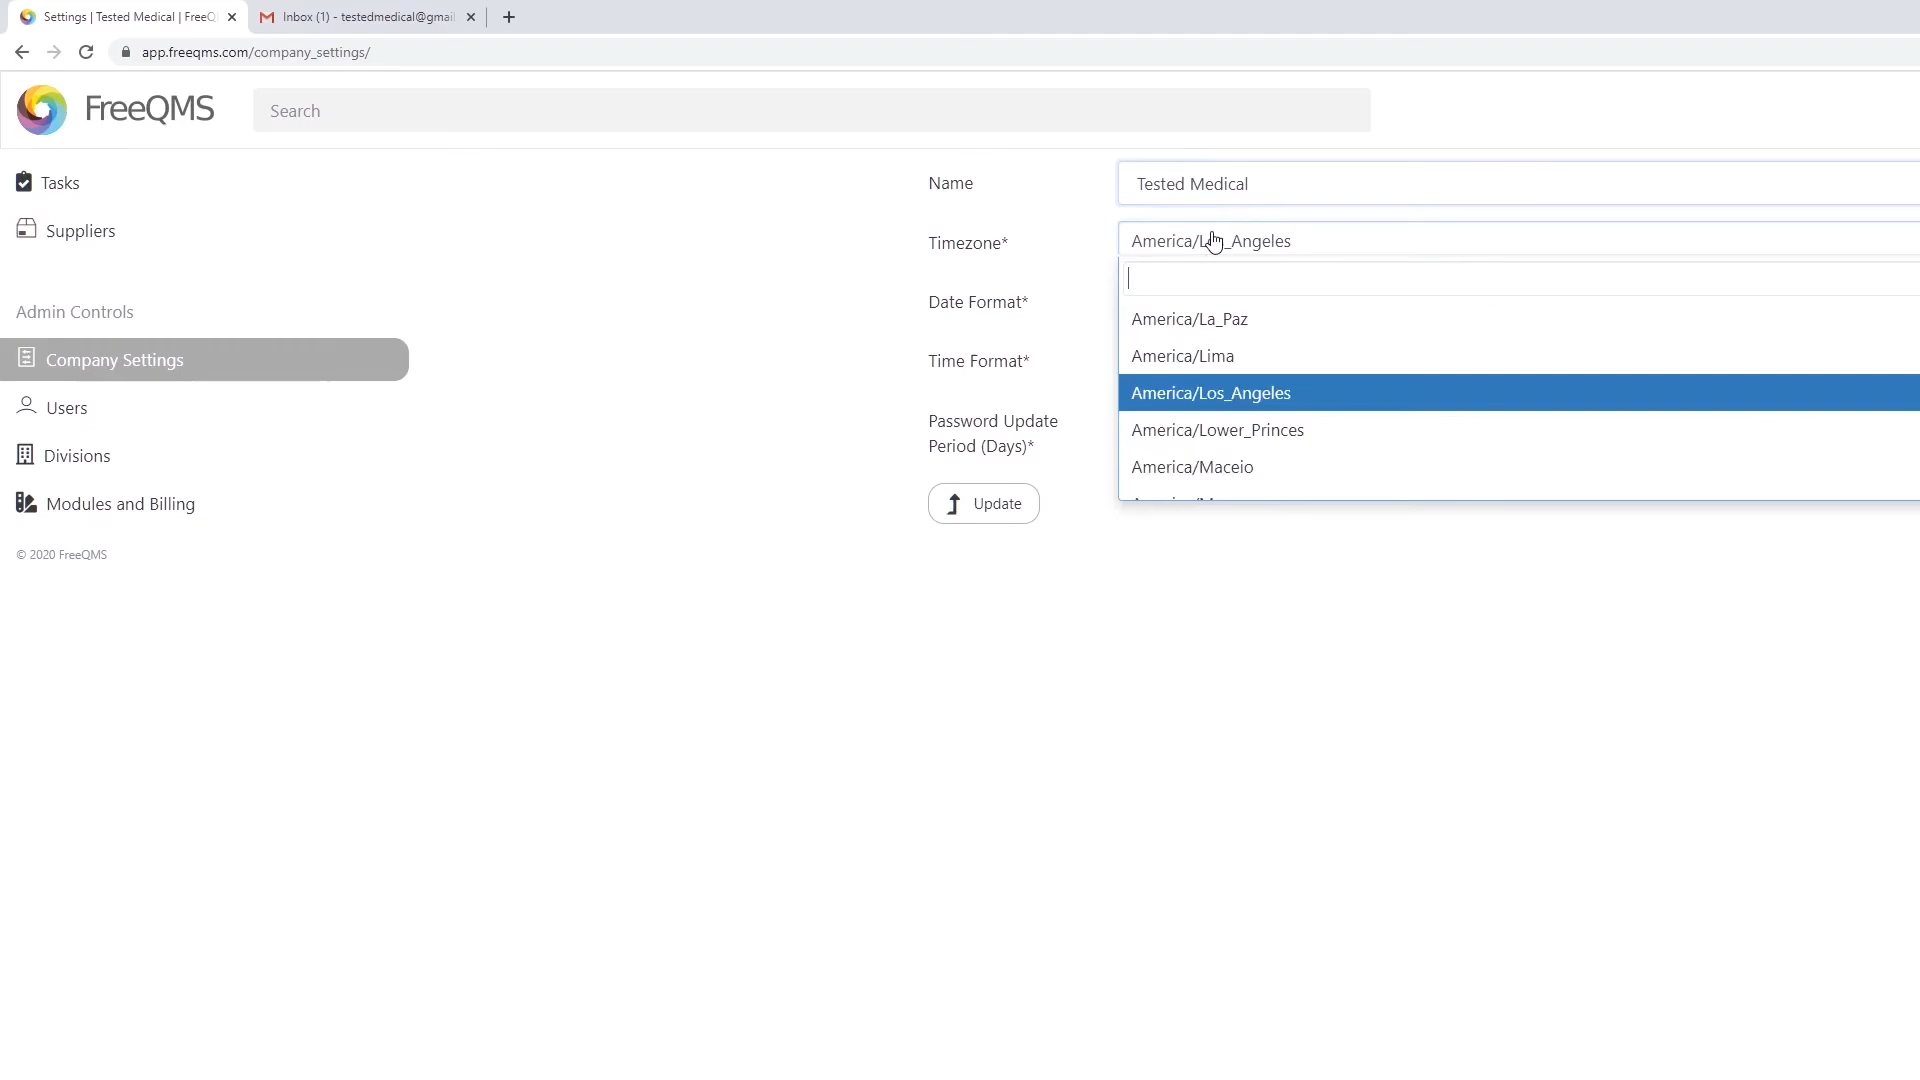 Settings | Tested Medical | FreeQ
Inbox (1) - testedmedical@gmail
app.freeqms.com/company_settings/
FreeQMS
Search
Tasks
Suppliers
Admin Controls
Company Settings
Users
Divisions
Modules and Billing
© 2020 FreeQMS
Name
Tested Medical
Timezone*
America/Los_Angeles
Date Format*
Time Format*
Password Update
Period (Days)*
Update
America/La_Paz
America/Lima
America/Los_Angeles
America/Lower_Princes
America/Maceio